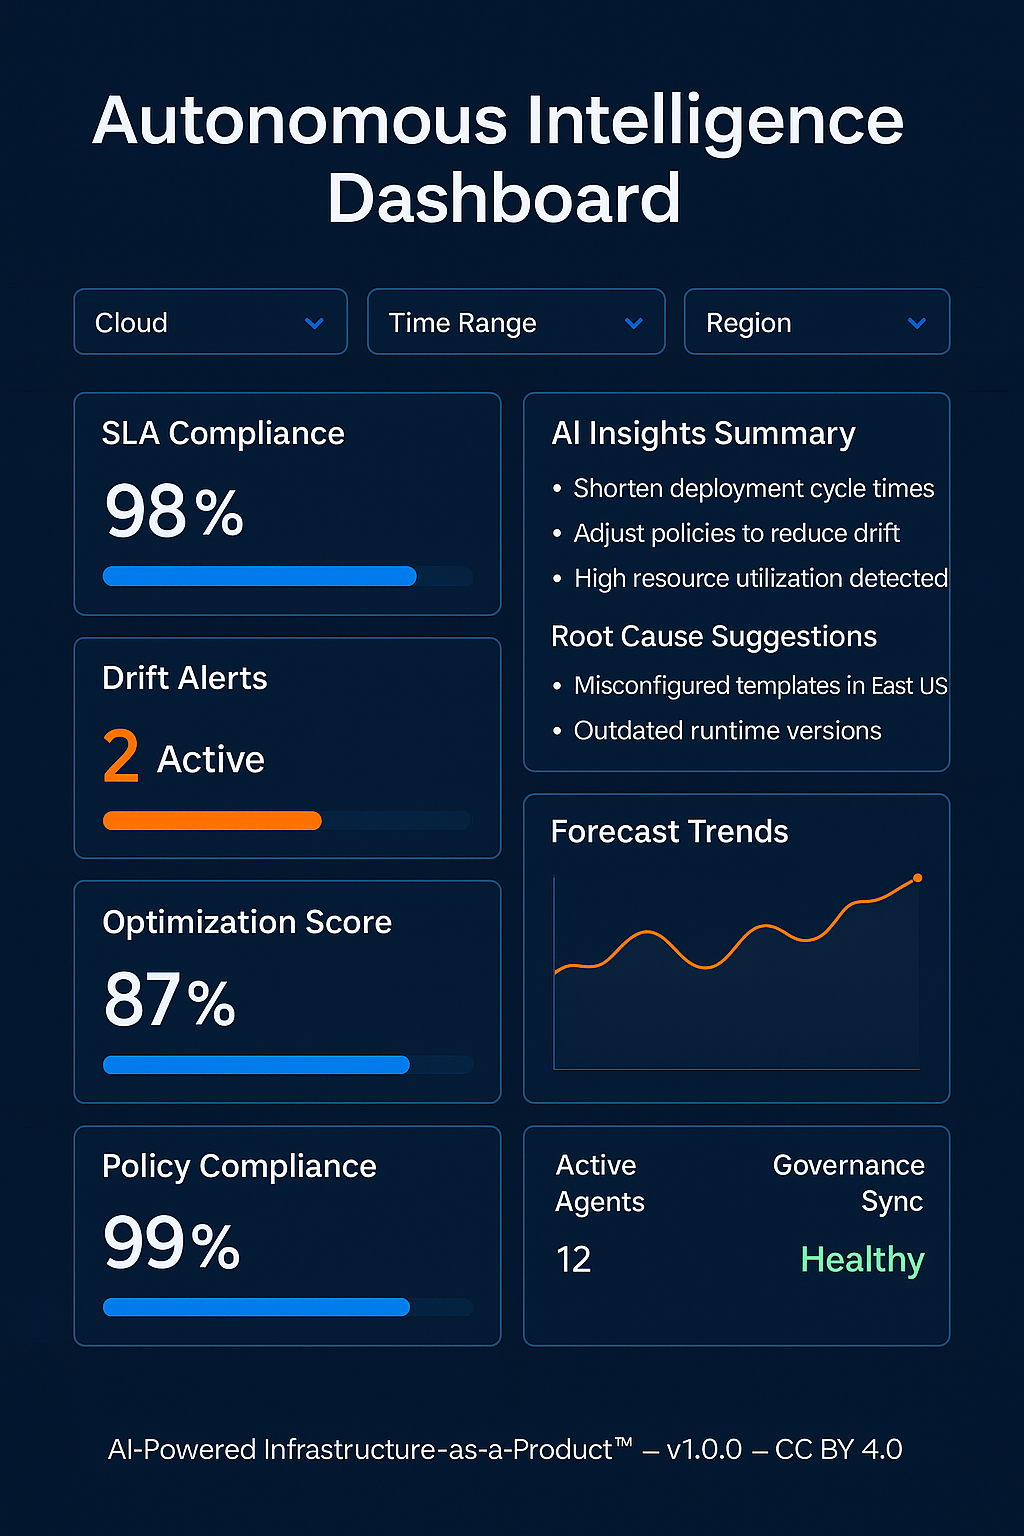 Autonomous Intelligence
Dashboard
Cloud
Time Range
Region
SLA Compliance
98%
Drift Alerts
2 Active
Optimization Score
87%
Policy Compliance
99%
AI Insights Summary
• Shorten deployment cycle times
• Adjust policies to reduce drift
• High resource utilization detected
Root Cause Suggestions
• Misconfigured templates in East US
• Outdated runtime versions
Forecast Trends
Active
Agents
12
Governance
Sync
Healthy
AI-Powered Infrastructure-as-a-Product™ – v1.0.0 – CC BY 4.0